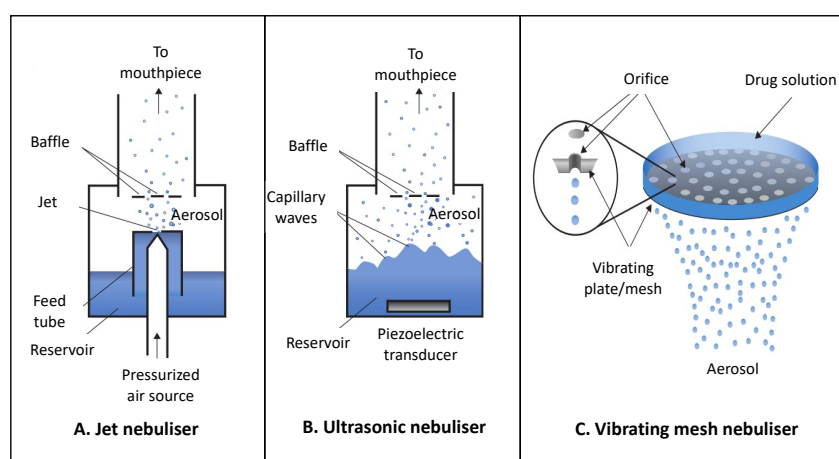 To
mouthpiece
Baffle
Jet
Aerosol
Feed
tube
Reservoir
Pressurized
air source
A. Jet nebuliser
To
mouthpiece
Baffle
Capillary
waves
Aerosol
Reservoir
Piezoelectric
transducer
B. Ultrasonic nebuliser
Orifice
Drug solution
Vibrating
plate/mesh
Aerosol
C. Vibrating mesh nebuliser